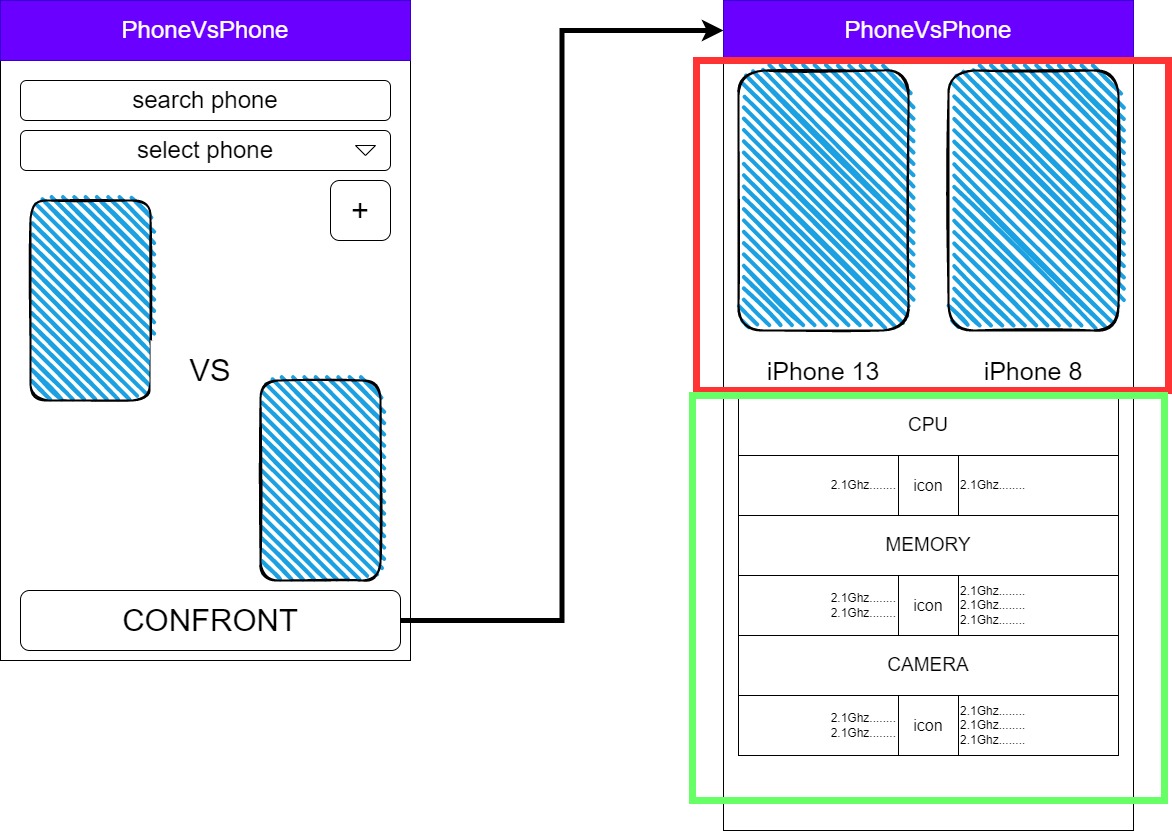 PhoneVsPhone
search phone
select phone
+
VS
CONFRONT
PhoneVsPhone
iPhone 13 iPhone 8
CPU
2.1Ghz........ icon 2.1Ghz........
MEMORY
2.1Ghz........
2.1Ghz........
icon
2.1Ghz........
2.1Ghz........
2.1Ghz........
CAMERA
2.1Ghz........
2.1Ghz........
icon
2.1Ghz........
2.1Ghz........
2.1Ghz........